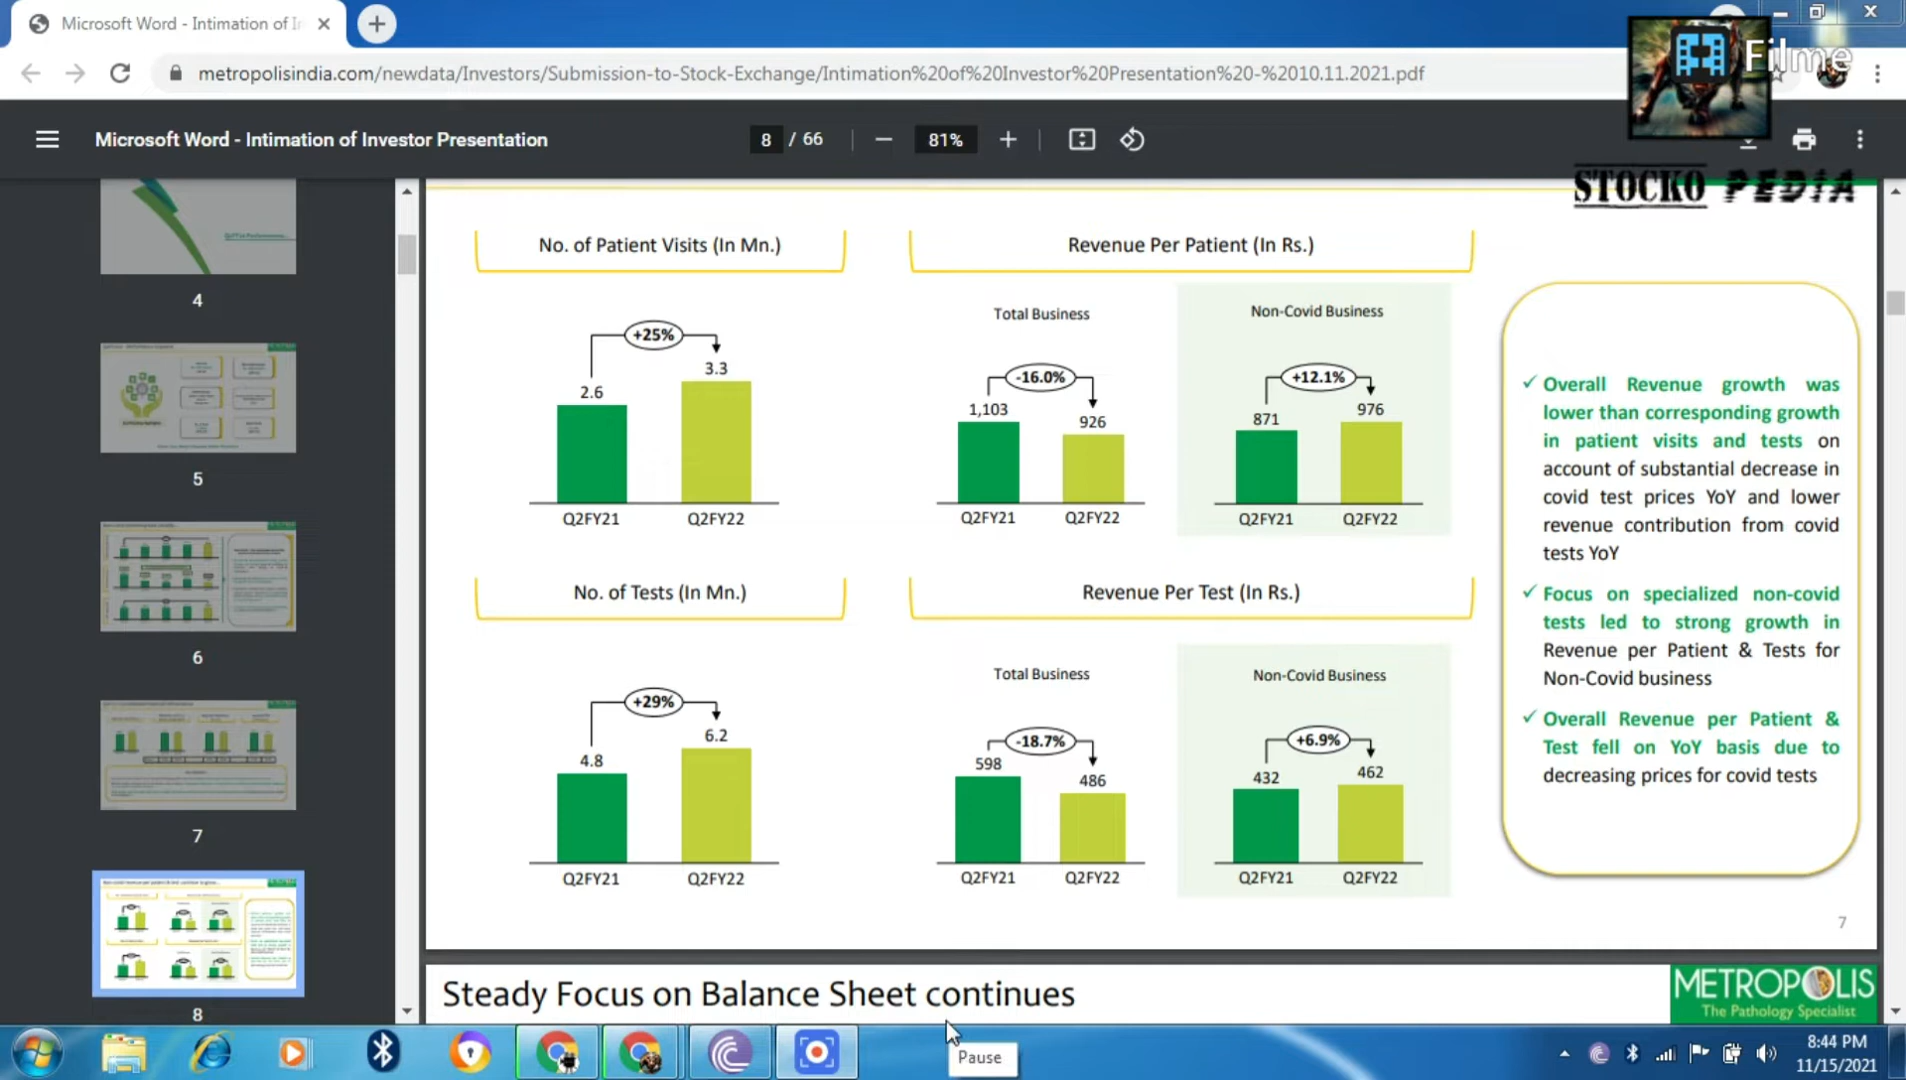 Microsoft Word - Intimation of In
Filme
metropolisindia.com/newdata/Investors/Submission-to-Stock-Exchange/Intimation%20of%20Investor%20Presentation%20-%2010.11.2021.pdf
Microsoft Word - Intimation of Investor Presentation
8 / 66
81%
STOCKO PEDIA
4
5
6
7
8
No. of Patient Visits (In Mn.)
+25%
2.6
3.3
Q2FY21
Q2FY22
Revenue Per Patient (In Rs.)
Total Business
-16.0%
1,103
926
Q2FY21
Q2FY22
Non-Covid Business
+12.1%
871
976
Q2FY21
Q2FY22
No. of Tests (In Mn.)
+29%
4.8
6.2
Q2FY21
Q2FY22
Revenue Per Test (In Rs.)
Total Business
-18.7%
598
486
Q2FY21
Q2FY22
Non-Covid Business
+6.9%
432
462
Q2FY21
Q2FY22
Overall Revenue growth was
lower than corresponding growth
in patient visits and tests on
account of substantial decrease in
covid test prices YoY and lower
revenue contribution from covid
tests YoY
Focus on specialized non-covid
tests led to strong growth in
Revenue per Patient & Tests for
Non-Covid business
Overall Revenue per Patient &
Test fell on YoY basis due to
decreasing prices for covid tests
7
Steady Focus on Balance Sheet continues
METROPOLIS
The Pathology Specialist
Pause
8:44 PM
11/15/2021